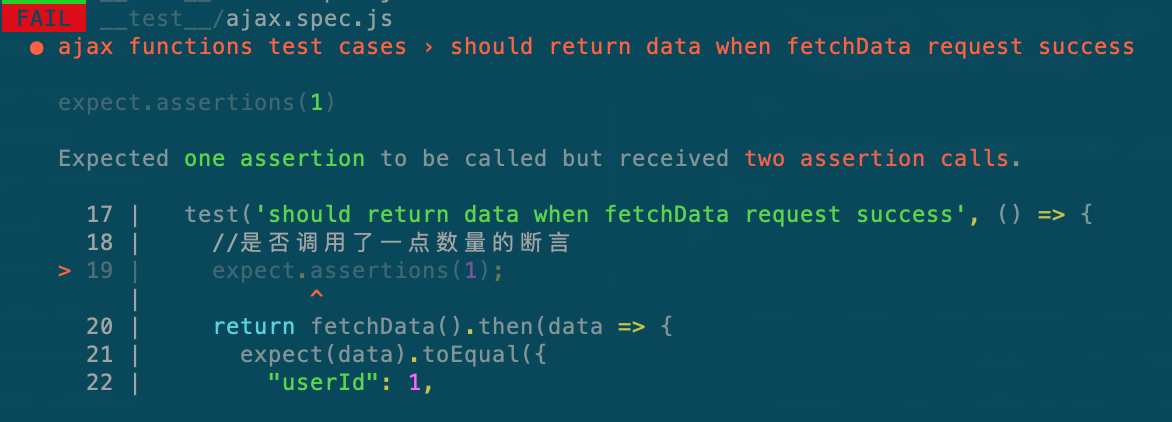 FAIL __test__/ajax.spec.js
● ajax functions test cases › should return data when fetchData request success
expect.assertions(1)
Expected one assertion to be called but received two assertion calls.
17 |   test('should return data when fetchData request success', () => {
18 |     //是否调用了一点数量的断言
> 19 |     expect.assertions(1);
|            ^
20 |     return fetchData().then(data => {
21 |       expect(data).toEqual({
22 |         "userId": 1,